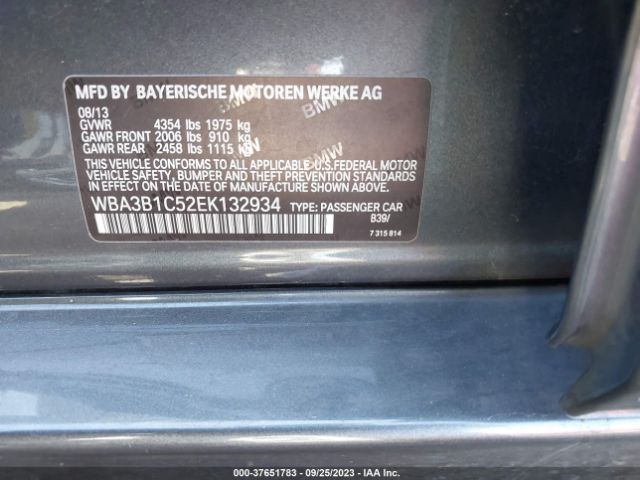 MFD BY BAYERISCHE MOTOREN WERKE AG
08/13
GVWR 4354 lbs 1975 kg
GAWR FRONT 2006 lbs 910 kg
GAWR REAR 2458 lbs 1115 KG
THIS VEHICLE CONFORMS TO ALL APPLICABLE U.S.FEDERAL MOTOR
VEHICLE SAFETY, BUMPER AND THEFT PREVENTION STANDARDS
IN EFFECT ON THE DATE OF MANUFACTURE SHOWN ABOVE.
WBA3B1C52EK132934 TYPE: PASSENGER CAR
B39/
7 315 814
000-37651783 - 09/25/2023 - IAA Inc.